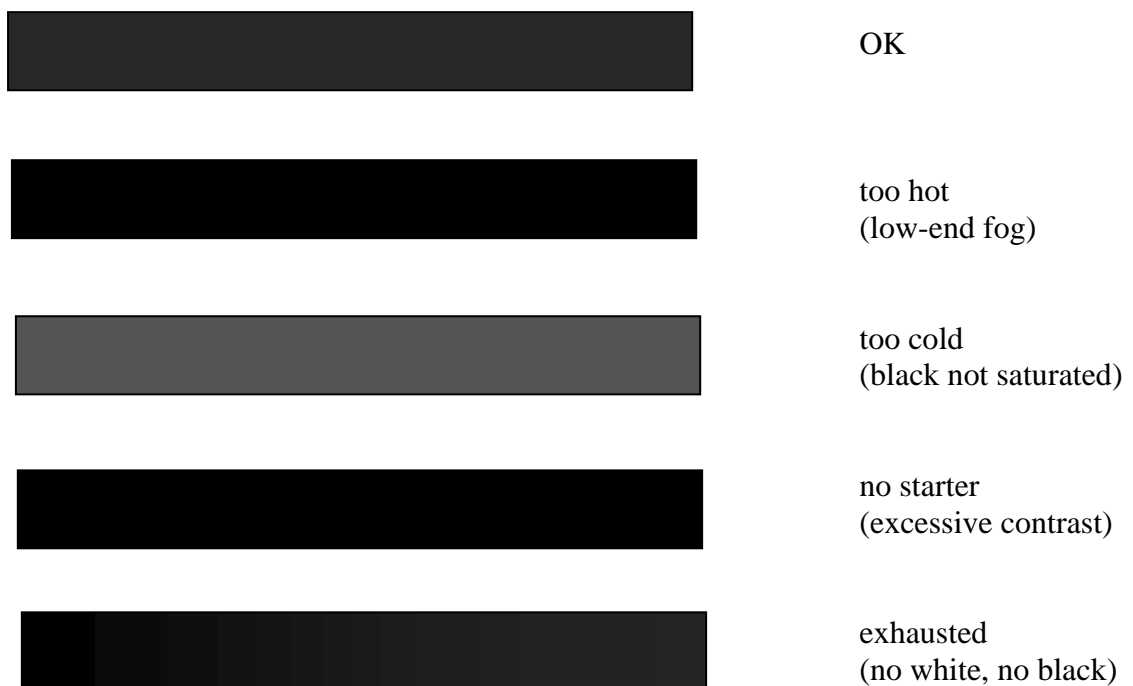 OK
too hot
(low-end fog)
too cold
(black not saturated)
no starter
(excessive contrast)
exhausted
(no white, no black)